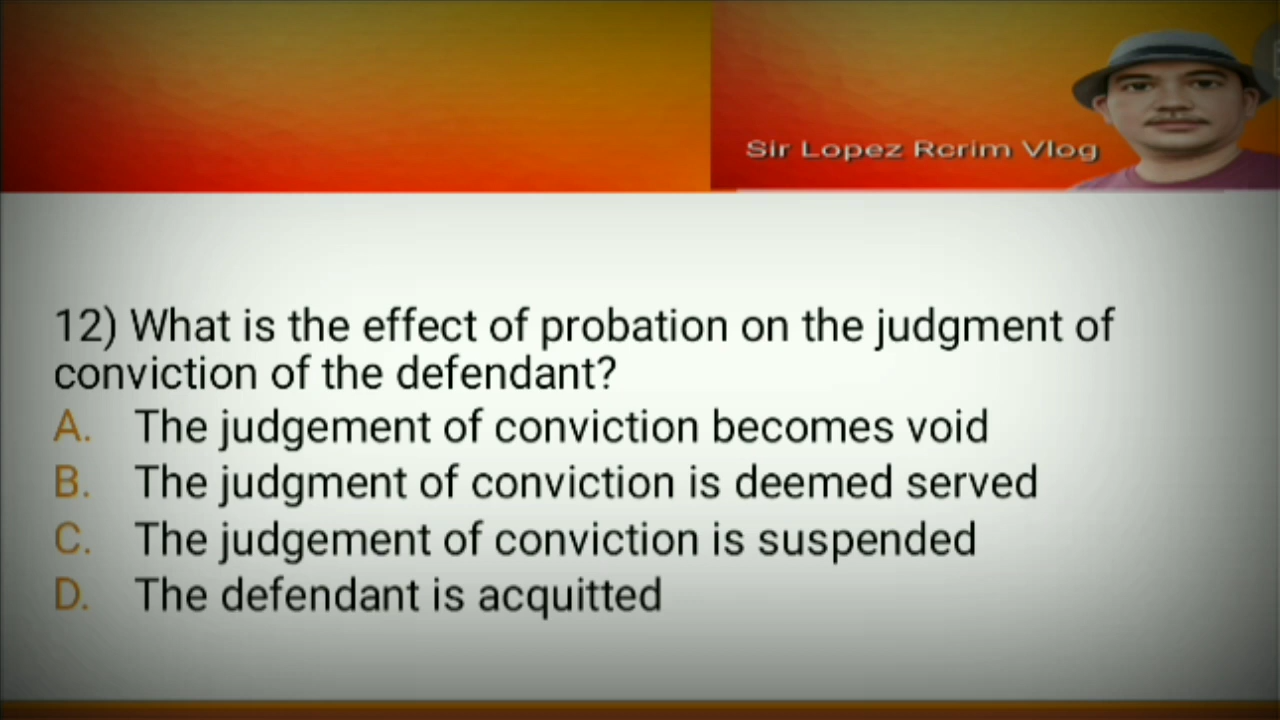 Sir Lopez Rcrim Vlog
12) What is the effect of probation on the judgment of
conviction of the defendant?
A. The judgement of conviction becomes void
B. The judgment of conviction is deemed served
C. The judgement of conviction is suspended
D. The defendant is acquitted